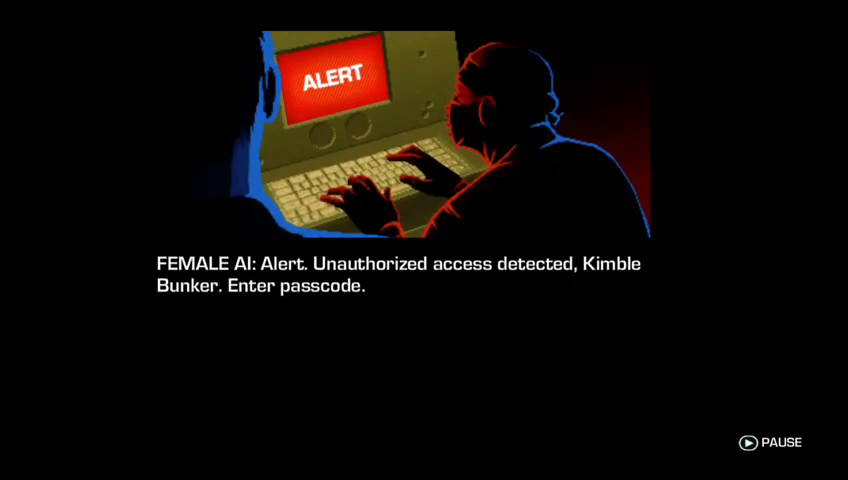 ALERT
FEMALE AI: Alert. Unauthorized access detected, Kimble
Bunker. Enter passcode.
PAUSE